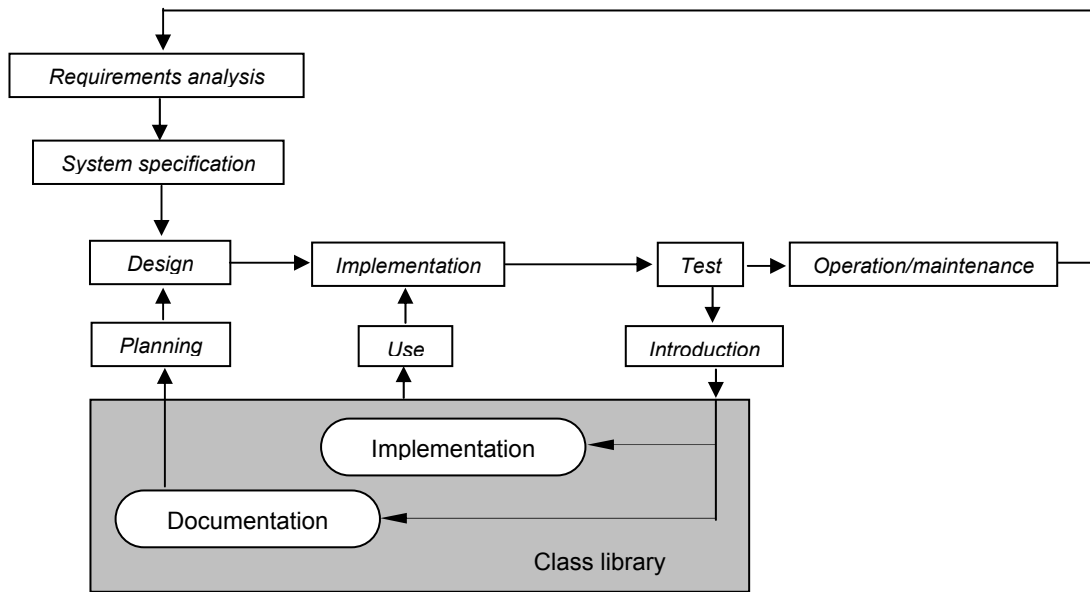 Requirements analysis
System specification
Design
Implementation
Test
Operation/maintenance
Planning
Use
Introduction
Implementation
Documentation
Class library